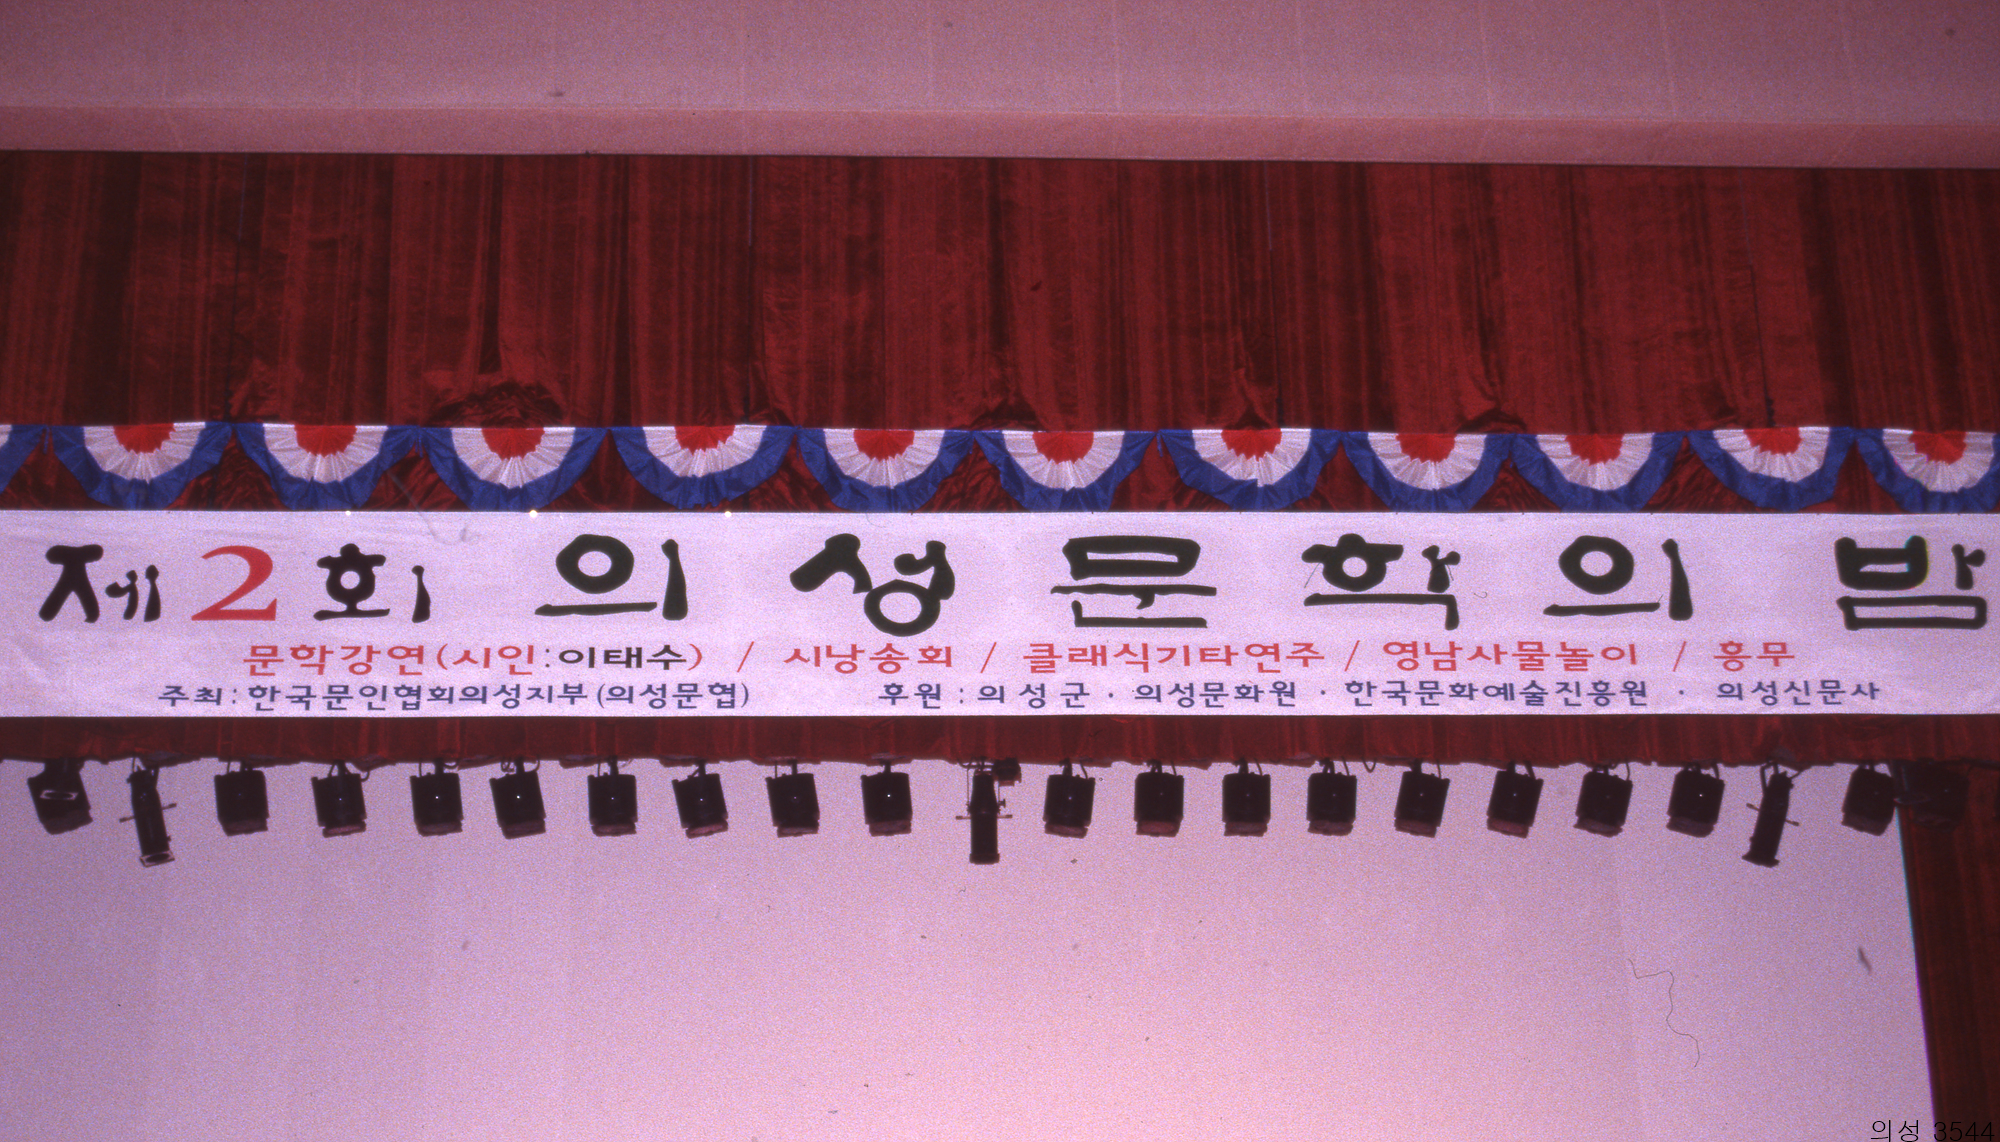 제2회 의성문학의 밤
문학강연(시인:이태수) / 시낭송회 / 클래식기타연주 / 영남사물놀이 / 흥무
주최:한국문인협회의성지부(의성문협) 후원:의성군·의성문화원·한국문화예술진흥원·의성신문사
의성 3544